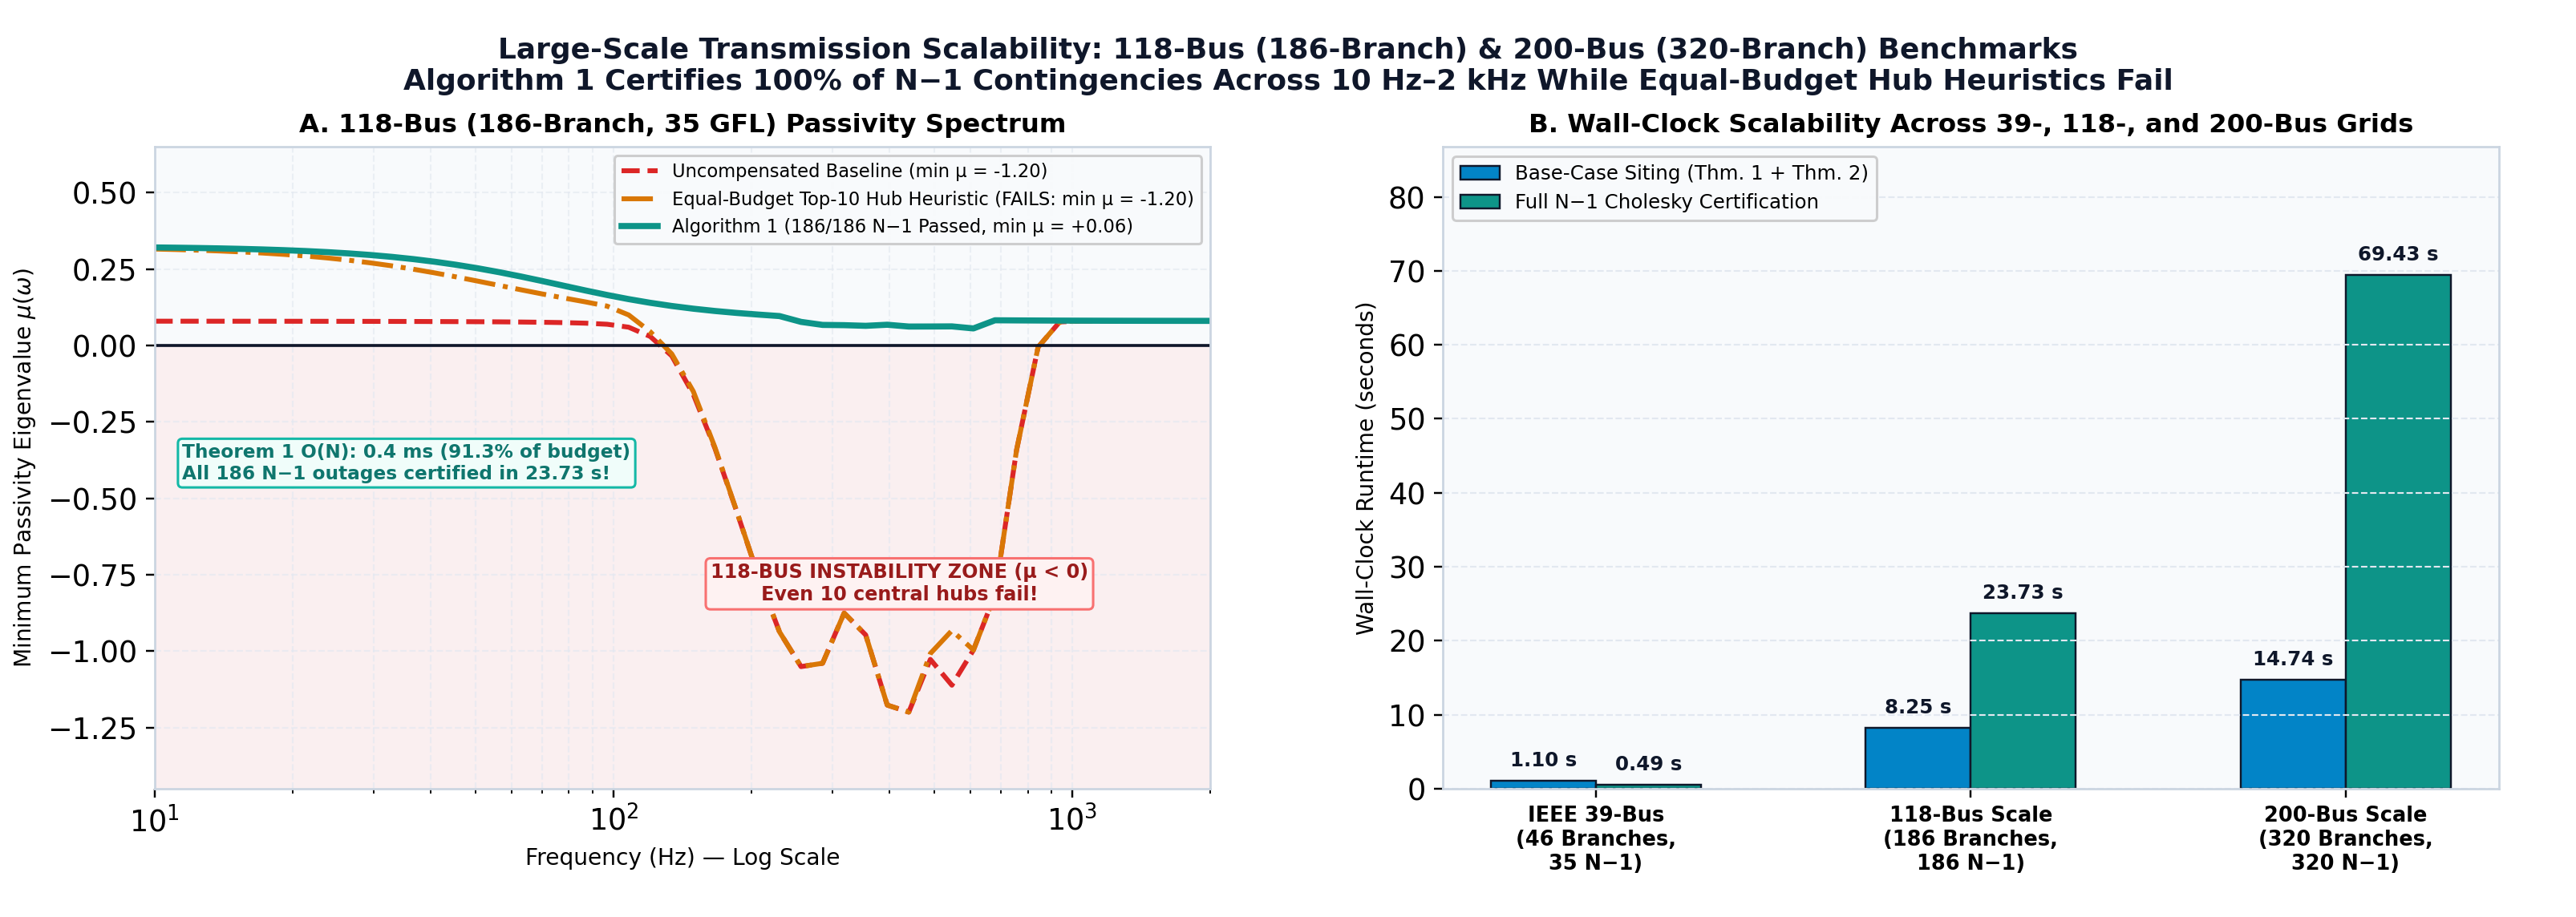 Large-Scale Transmission Scalability: 118-Bus (186-Branch) & 200-Bus (320-Branch) Benchmarks
Algorithm 1 Certifies 100% of N−1 Contingencies Across 10 Hz–2 kHz While Equal-Budget Hub Heuristics Fail
A. 118-Bus (186-Branch, 35 GFL) Passivity Spectrum
Minimum Passivity Eigenvalue μ(ω)
0.50
0.25
0.00
−0.25
−0.50
−0.75
−1.00
−1.25
Uncompensated Baseline (min μ = -1.20)
Equal-Budget Top-10 Hub Heuristic (FAILS: min μ = -1.20)
Algorithm 1 (186/186 N−1 Passed, min μ = +0.06)
Theorem 1 O(N): 0.4 ms (91.3% of budget)
All 186 N−1 outages certified in 23.73 s!
118-BUS INSTABILITY ZONE (μ < 0)
Even 10 central hubs fail!
10¹ 10² 10³
Frequency (Hz) — Log Scale
B. Wall-Clock Scalability Across 39-, 118-, and 200-Bus Grids
Wall-Clock Runtime (seconds)
80
70
60
50
40
30
20
10
0
Base-Case Siting (Thm. 1 + Thm. 2)
Full N−1 Cholesky Certification
1.10 s
0.49 s
8.25 s
23.73 s
14.74 s
69.43 s
IEEE 39-Bus
(46 Branches,
35 N−1)
118-Bus Scale
(186 Branches,
186 N−1)
200-Bus Scale
(320 Branches,
320 N−1)